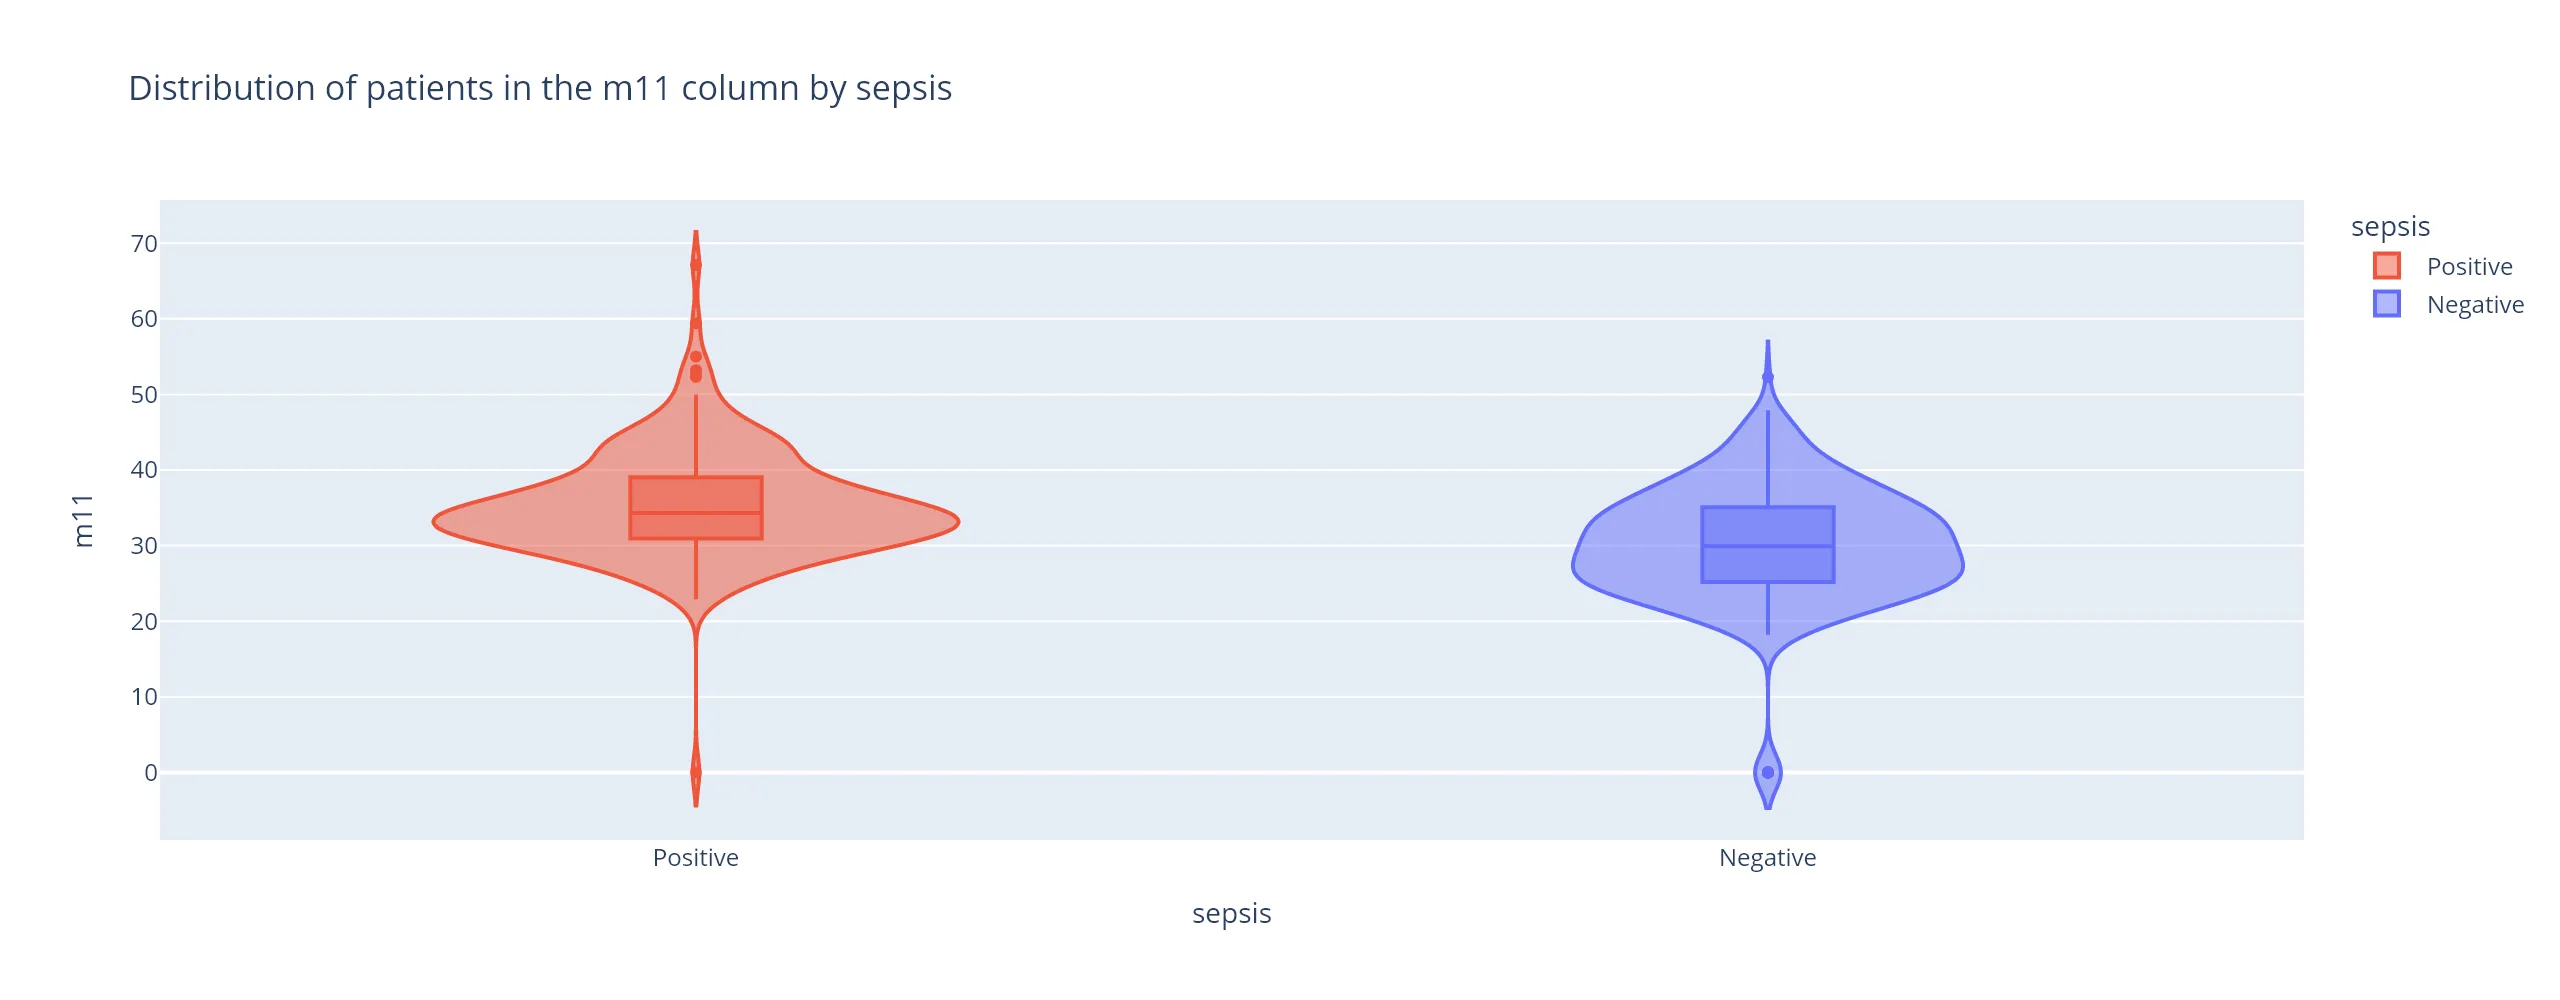 Distribution of patients in the m11 column by sepsis
70
60
50
40
30
20
10
0
m11
Positive
Negative
sepsis
sepsis
Positive
Negative